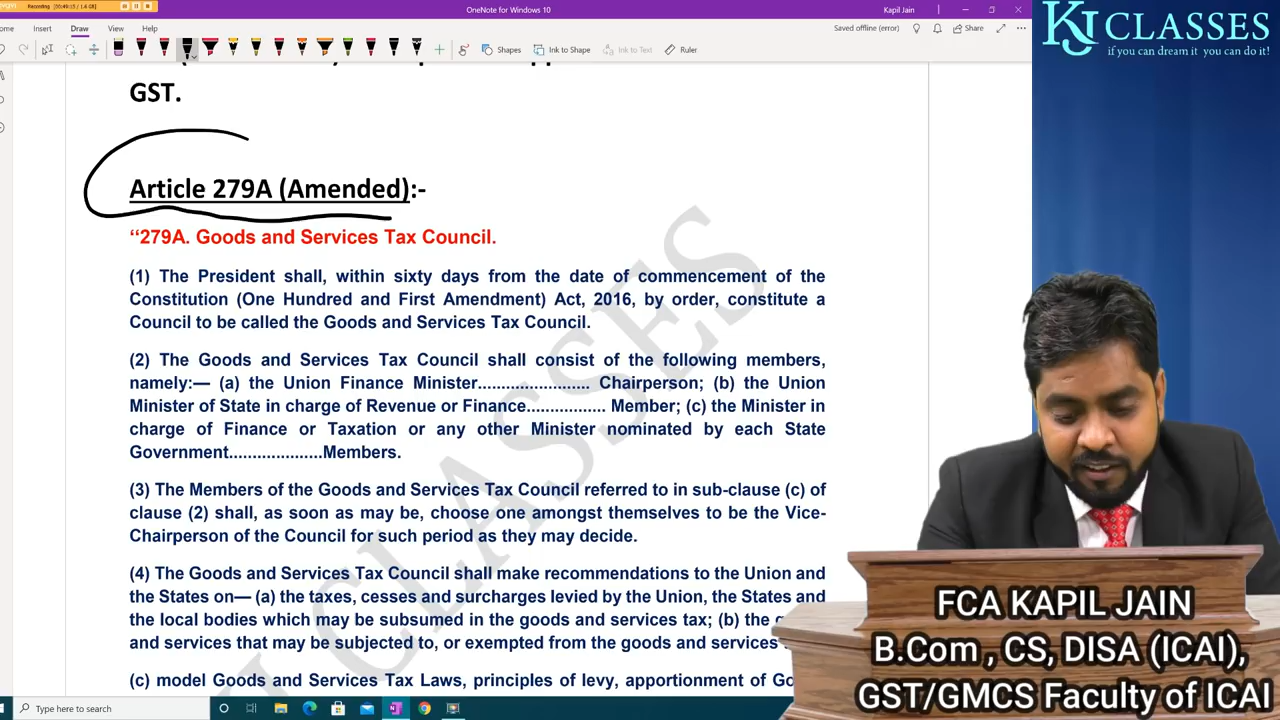 Recording [00:49:15 / 1.6 GB]
OneNote for Windows 10
Kapil Jain
Insert Draw View Help
Saved offline (error) Share
Shapes Ink to Shape Ink to Text Ruler
KJ CLASSES
if you can dream it you can do it!
GST.
Article 279A (Amended):-
“279A. Goods and Services Tax Council.
(1) The President shall, within sixty days from the date of commencement of the
Constitution (One Hundred and First Amendment) Act, 2016, by order, constitute a
Council to be called the Goods and Services Tax Council.
(2) The Goods and Services Tax Council shall consist of the following members,
namely:— (a) the Union Finance Minister........................ Chairperson; (b) the Union
Minister of State in charge of Revenue or Finance................. Member; (c) the Minister in
charge of Finance or Taxation or any other Minister nominated by each State
Government....................Members.
(3) The Members of the Goods and Services Tax Council referred to in sub-clause (c) of
clause (2) shall, as soon as may be, choose one amongst themselves to be the Vice-
Chairperson of the Council for such period as they may decide.
(4) The Goods and Services Tax Council shall make recommendations to the Union and
the States on— (a) the taxes, cesses and surcharges levied by the Union, the States and
the local bodies which may be subsumed in the goods and services tax; (b) the
and services that may be subjected to, or exempted from the goods and services
(c) model Goods and Services Tax Laws, principles of levy, apportionment of
CLASSES
FCA KAPIL JAIN
B.Com , CS, DISA (ICAI),
GST/GMCS Faculty of ICAI
Type here to search